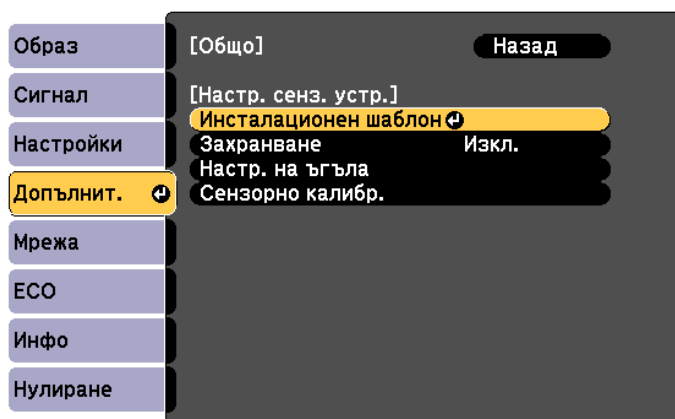 Образ
Сигнал
Настройки
Допълнит.
Мрежа
ECO
Инфо
Нулиране
[Общо] Назад
[Настр. сенз. устр.]
Инсталационен шаблон
Захранване Изкл.
Настр. на ъгъла
Сензорно калибр.